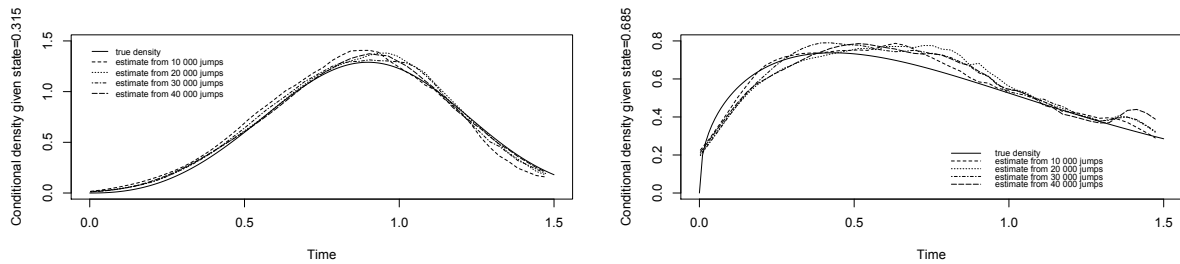 Conditional density given state=0.315
1.5
1.0
0.5
0.0
true density
estimate from 10 000 jumps
estimate from 20 000 jumps
estimate from 30 000 jumps
estimate from 40 000 jumps
0.0 0.5 1.0 1.5
Time
Conditional density given state=0.685
0.8
0.6
0.4
0.2
0.0
true density
estimate from 10 000 jumps
estimate from 20 000 jumps
estimate from 30 000 jumps
estimate from 40 000 jumps
0.0 0.5 1.0 1.5
Time